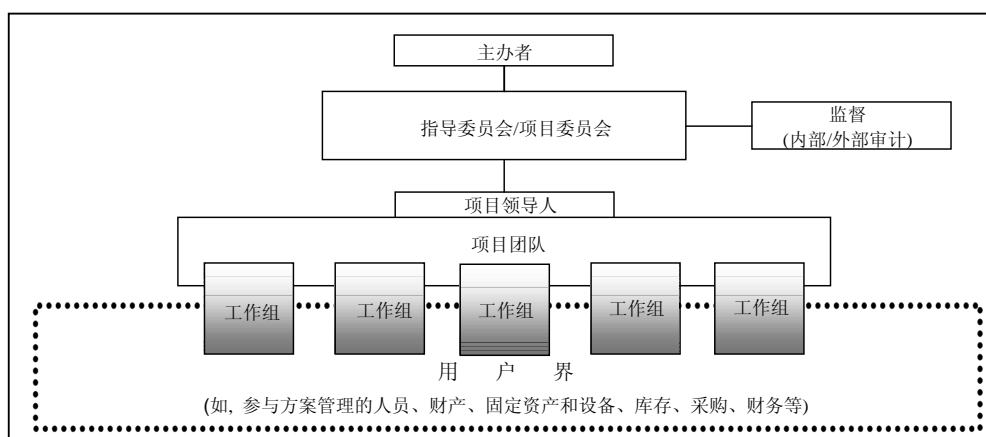 主办者
指导委员会/项目委员会
监督
(内部/外部审计)
项目领导人
项目团队
工作组
工作组
工作组
工作组
工作组
用 户 界
(如, 参与方案管理的人员、财产、固定资产和设备、库存、采购、财务等)